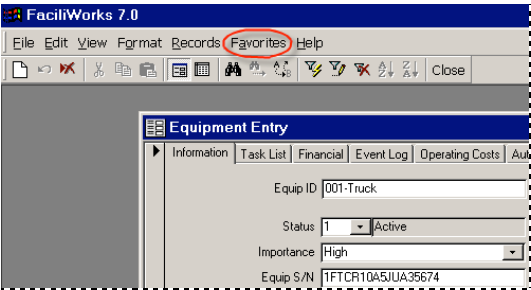 FaciliWorks 7.0
File Edit View Format Records Favorites Help
Close
Equipment Entry
Information Task List Financial Event Log Operating Costs Au
Equip ID 001-Truck
Status 1 Active
Importance High
Equip S/N 1FTCR10A5JUA35674